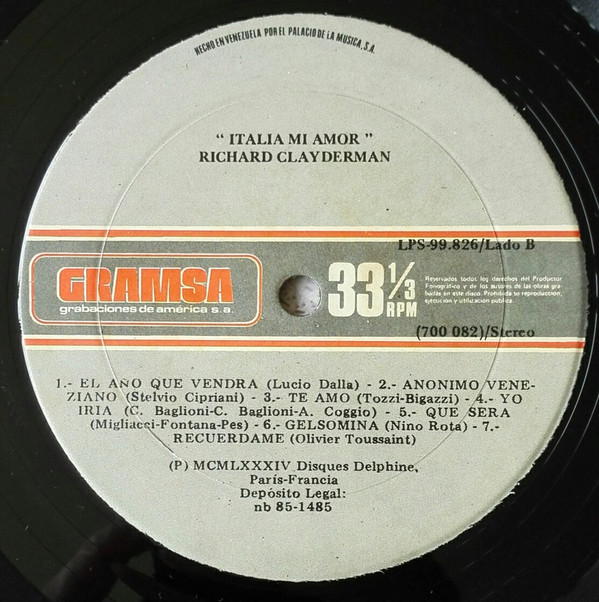 HECHO EN VENEZUELA POR EL PALACIO DE LA MUSICA, S.A.
" ITALIA MI AMOR "
RICHARD CLAYDERMAN
LPS-99.826/Lado B
GRAMSA
grabaciones de américa s.a.
33 1/3
RPM
Reservados todos los derechos del Productor
Fonográfico y de los autores de las obras gra-
badas en este disco. Prohibida su reproducción,
ejecución y utilización publica.
(700 082)/Stereo
1.- EL AñO QUE VENDRA (Lucio Dalla) - 2.- ANONIMO VENE-
ZIANO (Stelvio Cipriani) - 3.- TE AMO (Tozzi-Bigazzi) - 4.- YO
IRIA (C. Baglioni-C. Baglioni-A. Coggio) - 5.- QUE SERA
(Migliacci-Fontana-Pes) - 6.- GELSOMINA (Nino Rota) - 7.-
RECUERDAME (Olivier Toussaint)
(P) MCMLXXXIV Disques Delphine,
París-Francia
Depósito Legal:
nb 85-1485